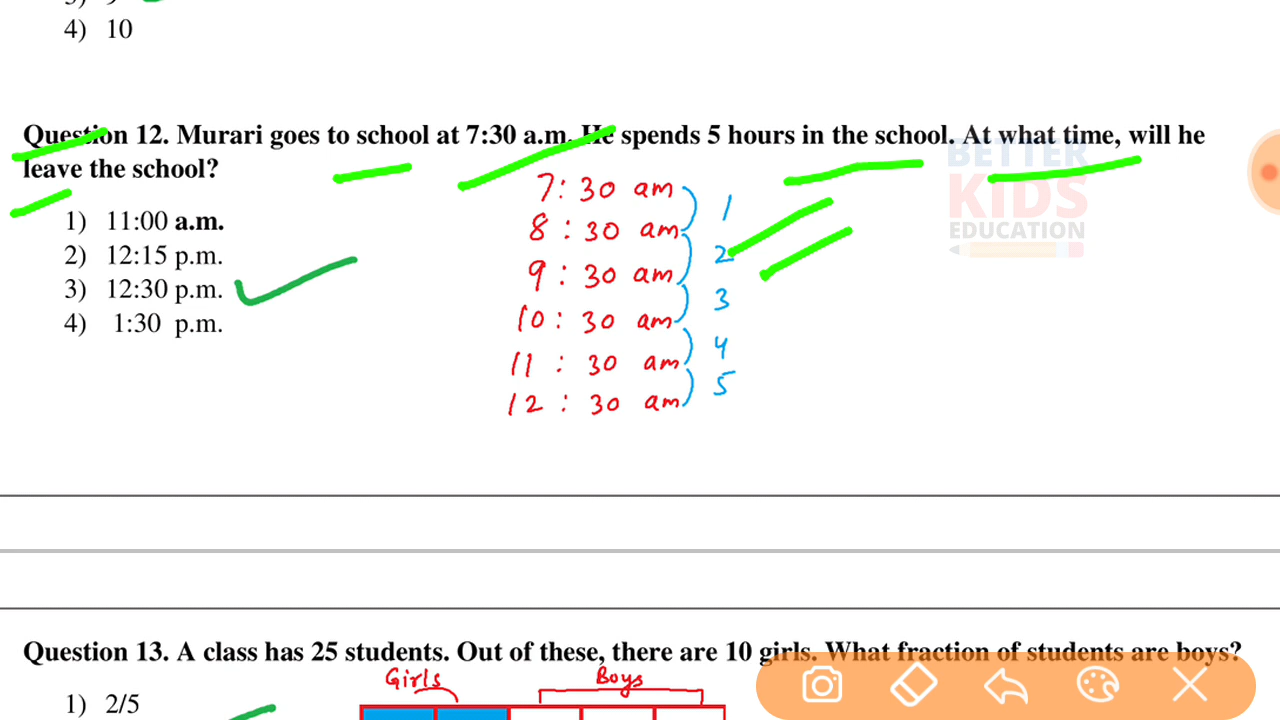 4) 10
Question 12. Murari goes to school at 7:30 a.m. He spends 5 hours in the school. At what time, will he
leave the school?
1) 11:00 a.m.
2) 12:15 p.m.
3) 12:30 p.m.
4) 1:30 p.m.
7:30 am
8:30 am
9:30 am
10:30 am
11:30 am
12:30 am
1
2
3
4
5
BETTER
KIDS
EDUCATION
Question 13. A class has 25 students. Out of these, there are 10 girls. What fraction of students are boys?
Girls
Boys
1) 2/5